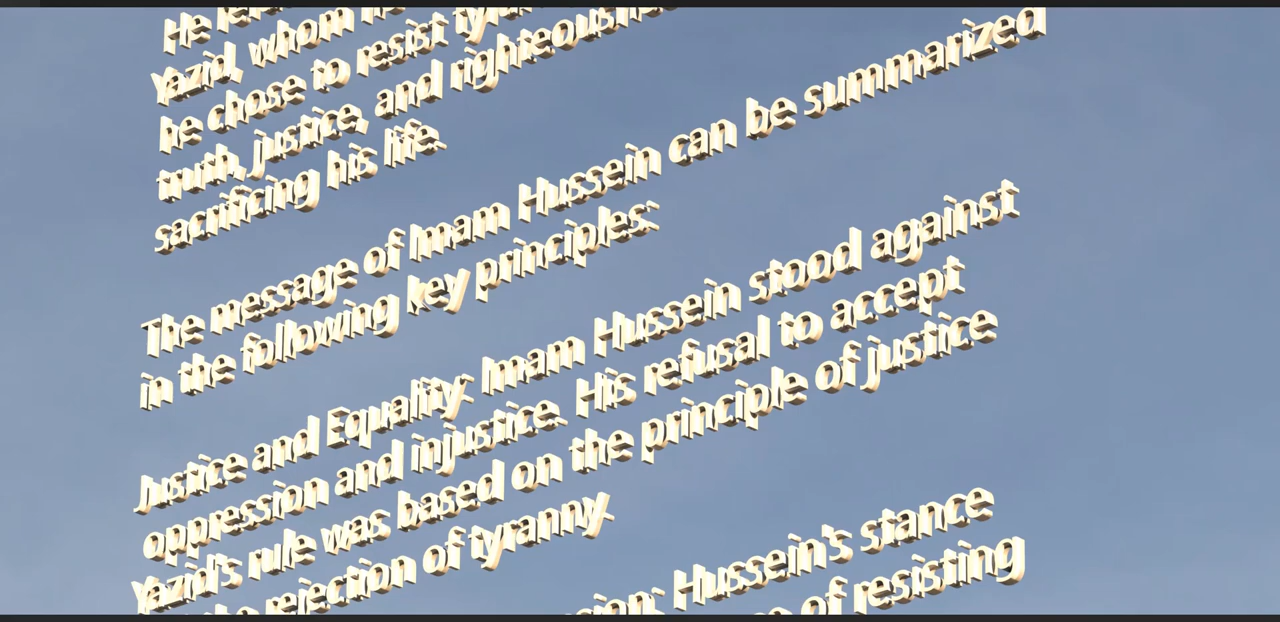 He
Yazid, whom
he chose to resist
truth, justice, and
sacrificing his life.
The message of Imam Hussein can be summarized
in the following key principles:
Justice and Equality: Imam Hussein stood against
oppression and injustice. His refusal to accept
Yazid's rule was based on the principle of justice
rejection of tyranny
Hussein's stance
of resisting